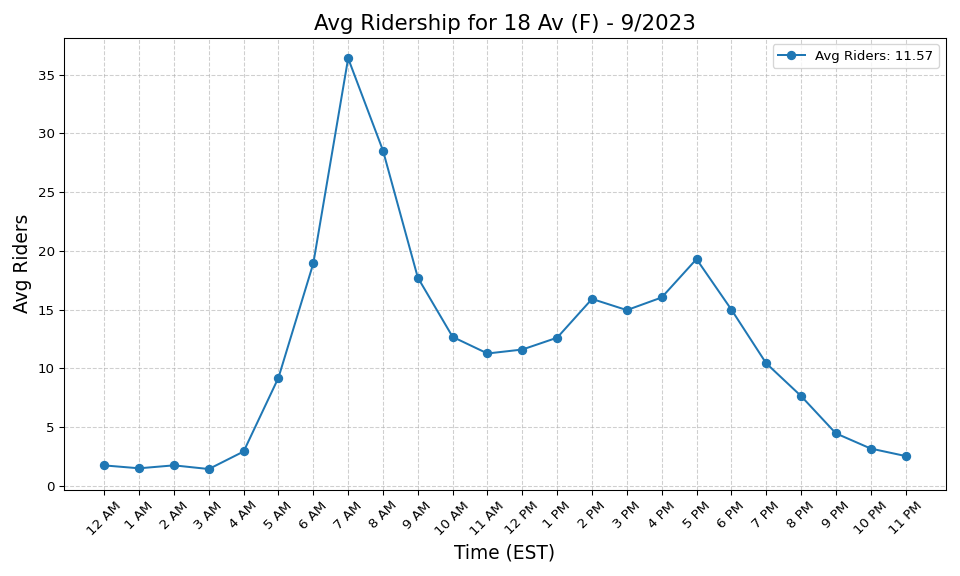 Avg Ridership for 18 Av (F) - 9/2023
Avg Riders: 11.57
Avg Riders
35
30
25
20
15
10
5
0
12 AM
1 AM
2 AM
3 AM
4 AM
5 AM
6 AM
7 AM
8 AM
9 AM
10 AM
11 AM
12 PM
1 PM
2 PM
3 PM
4 PM
5 PM
6 PM
7 PM
8 PM
9 PM
10 PM
11 PM
Time (EST)